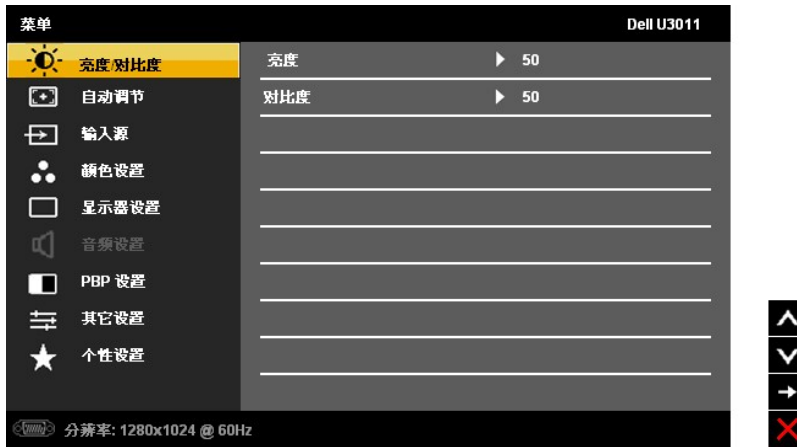 菜单 Dell U3011
亮度/对比度 亮度 50
自动调节 对比度 50
输入源
颜色设置
显示器设置
音频设置
PBP 设置
其它设置
个性设置
分辨率: 1280x1024 @ 60Hz